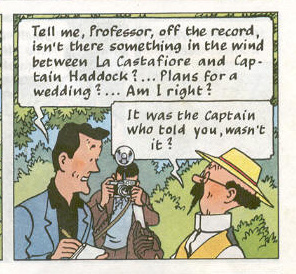 Tell me, Professor, off the record,
isn't there something in the wind
between La Castafiore and Cap-
tain Haddock?... Plans for a
wedding?... Am I right?
It was the Captain
who told you, wasn't
it?